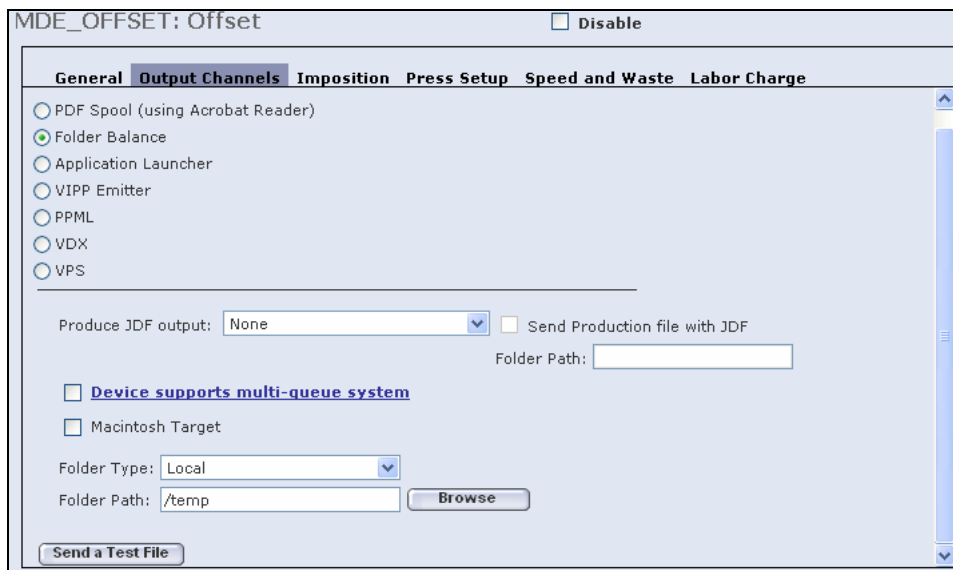 MDE_OFFSET: Offset Disable
General Output Channels Imposition Press Setup Speed and Waste Labor Charge
PDF Spool (using Acrobat Reader)
Folder Balance
Application Launcher
VIPP Emitter
PPML
VDX
VPS
Produce JDF output: None Send Production file with JDF
Folder Path:
Device supports multi-queue system
Macintosh Target
Folder Type: Local
Folder Path: /temp Browse
Send a Test File